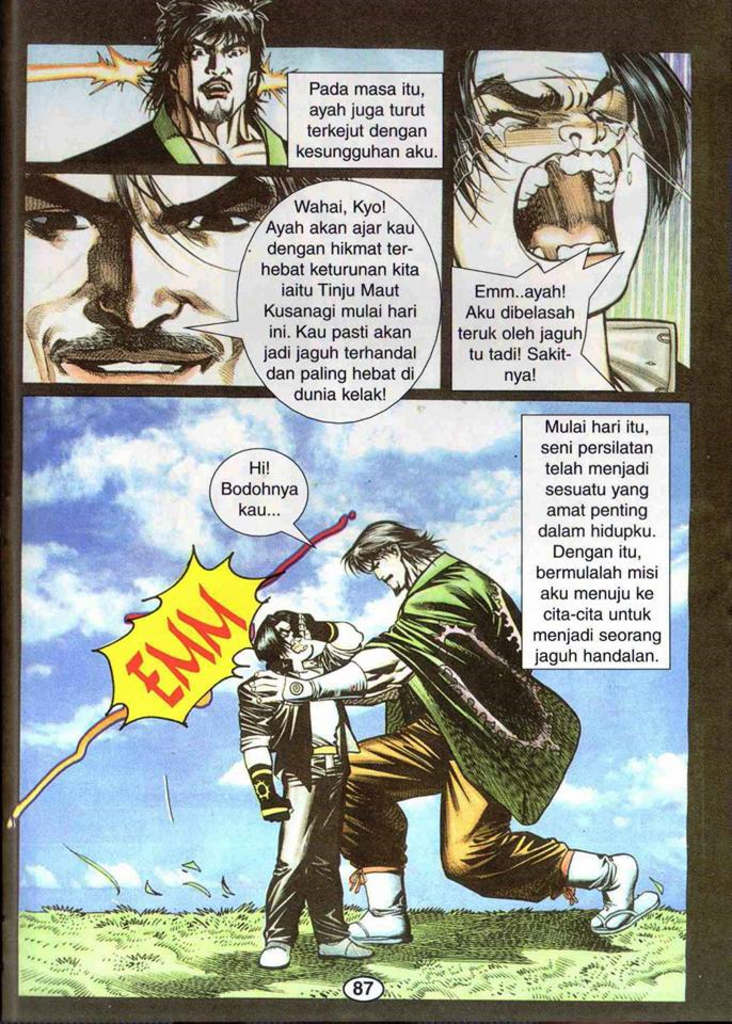 Pada masa itu,
ayah juga turut
terkejut dengan
kesungguhan aku.
Wahai, Kyo!
Ayah akan ajar kau
dengan hikmat ter-
hebat keturunan kita
iaitu Tinju Maut
Kusanagi mulai hari
ini. Kau pasti akan
jadi jaguh terhandal
dan paling hebat di
dunia kelak!
Emm..ayah!
Aku dibelasah
teruk oleh jaguh
tu tadi! Sakit-
nya!
Hi!
Bodohnya
kau...
EMM
Mulai hari itu,
seni persilatan
telah menjadi
sesuatu yang
amat penting
dalam hidupku.
Dengan itu,
bermulalah misi
aku menuju ke
cita-cita untuk
menjadi seorang
jaguh handalan.
87